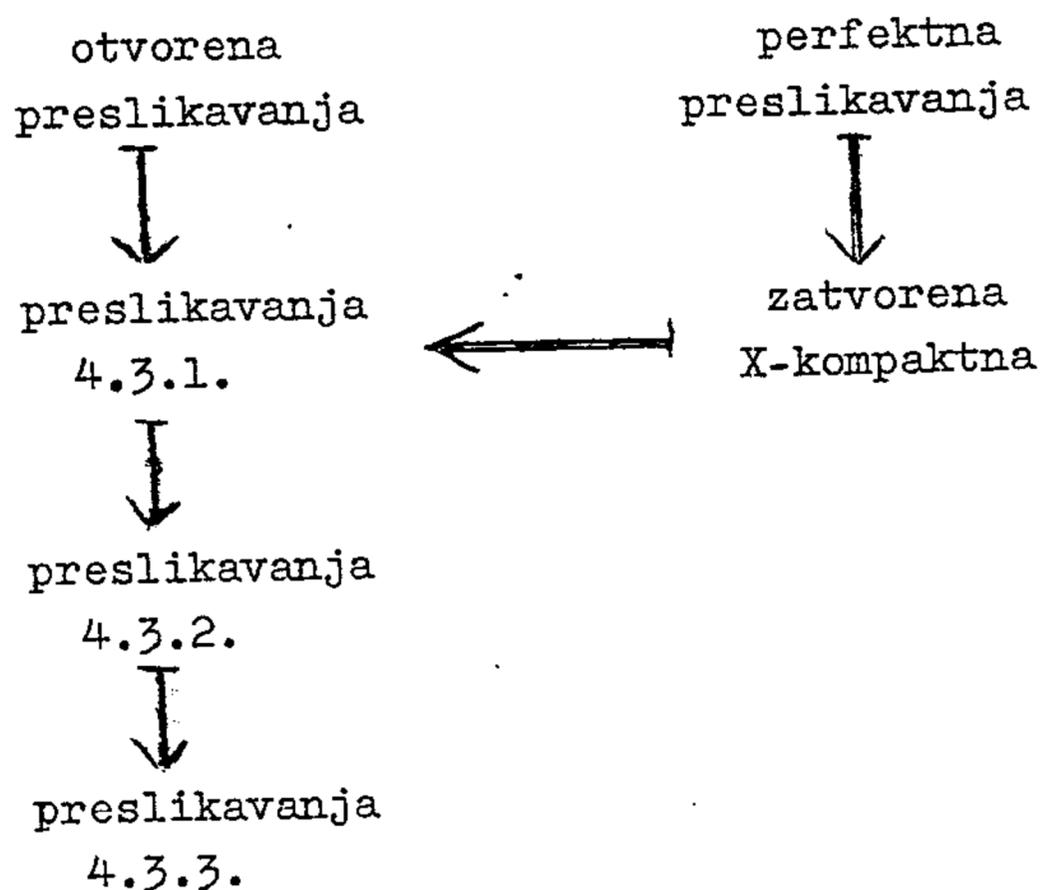 otvorena
preslikavanja
perfektna
preslikavanja
preslikavanja
4.3.1.
zatvorena
X-kompaktna
preslikavanja
4.3.2.
preslikavanja
4.3.3.